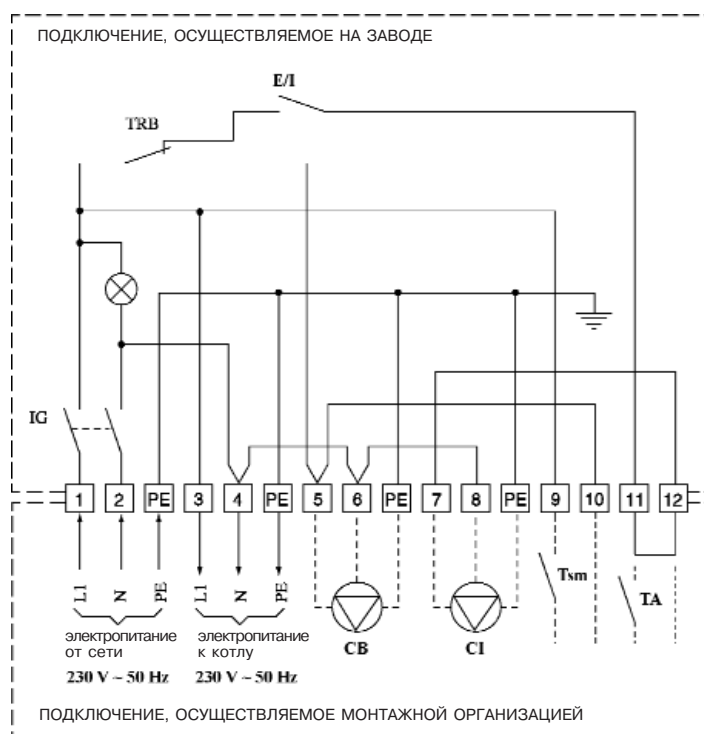 ПОДКЛЮЧЕНИЕ, ОСУЩЕСТВЛЯЕМОЕ НА ЗАВОДЕ
E/I
TRB
IG
1 2 PE 3 4 PE 5 6 PE 7 8 PE 9 10 11 12
L1 N PE L1 N PE
Tsm
TA
электропитание от сети
электропитание к котлу
CB CI
230 V ~ 50 Hz 230 V ~ 50 Hz
ПОДКЛЮЧЕНИЕ, ОСУЩЕСТВЛЯЕМОЕ МОНТАЖНОЙ ОРГАНИЗАЦИЕЙ